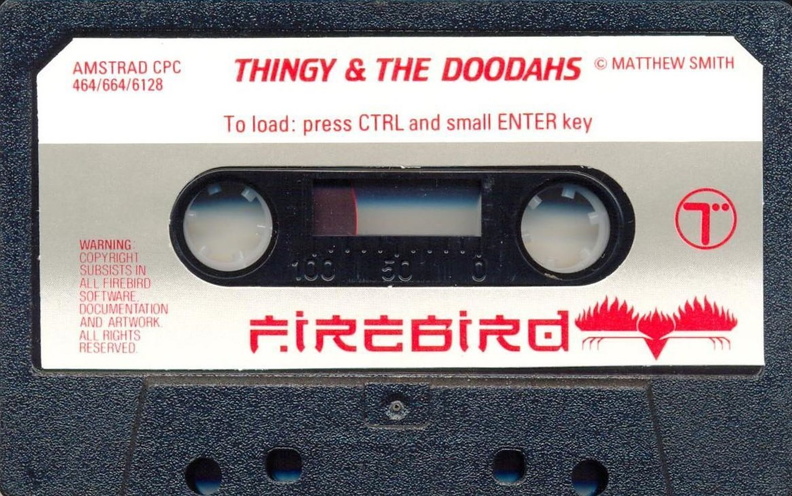 AMSTRAD CPC
464/664/6128
THINGY & THE DOODAHS
© MATTHEW SMITH
To load: press CTRL and small ENTER key
WARNING:
COPYRIGHT
SUBSISTS IN
ALL FIREBIRD
SOFTWARE,
DOCUMENTATION
AND ARTWORK.
ALL RIGHTS
RESERVED.
100 50 0
FIREBIRD